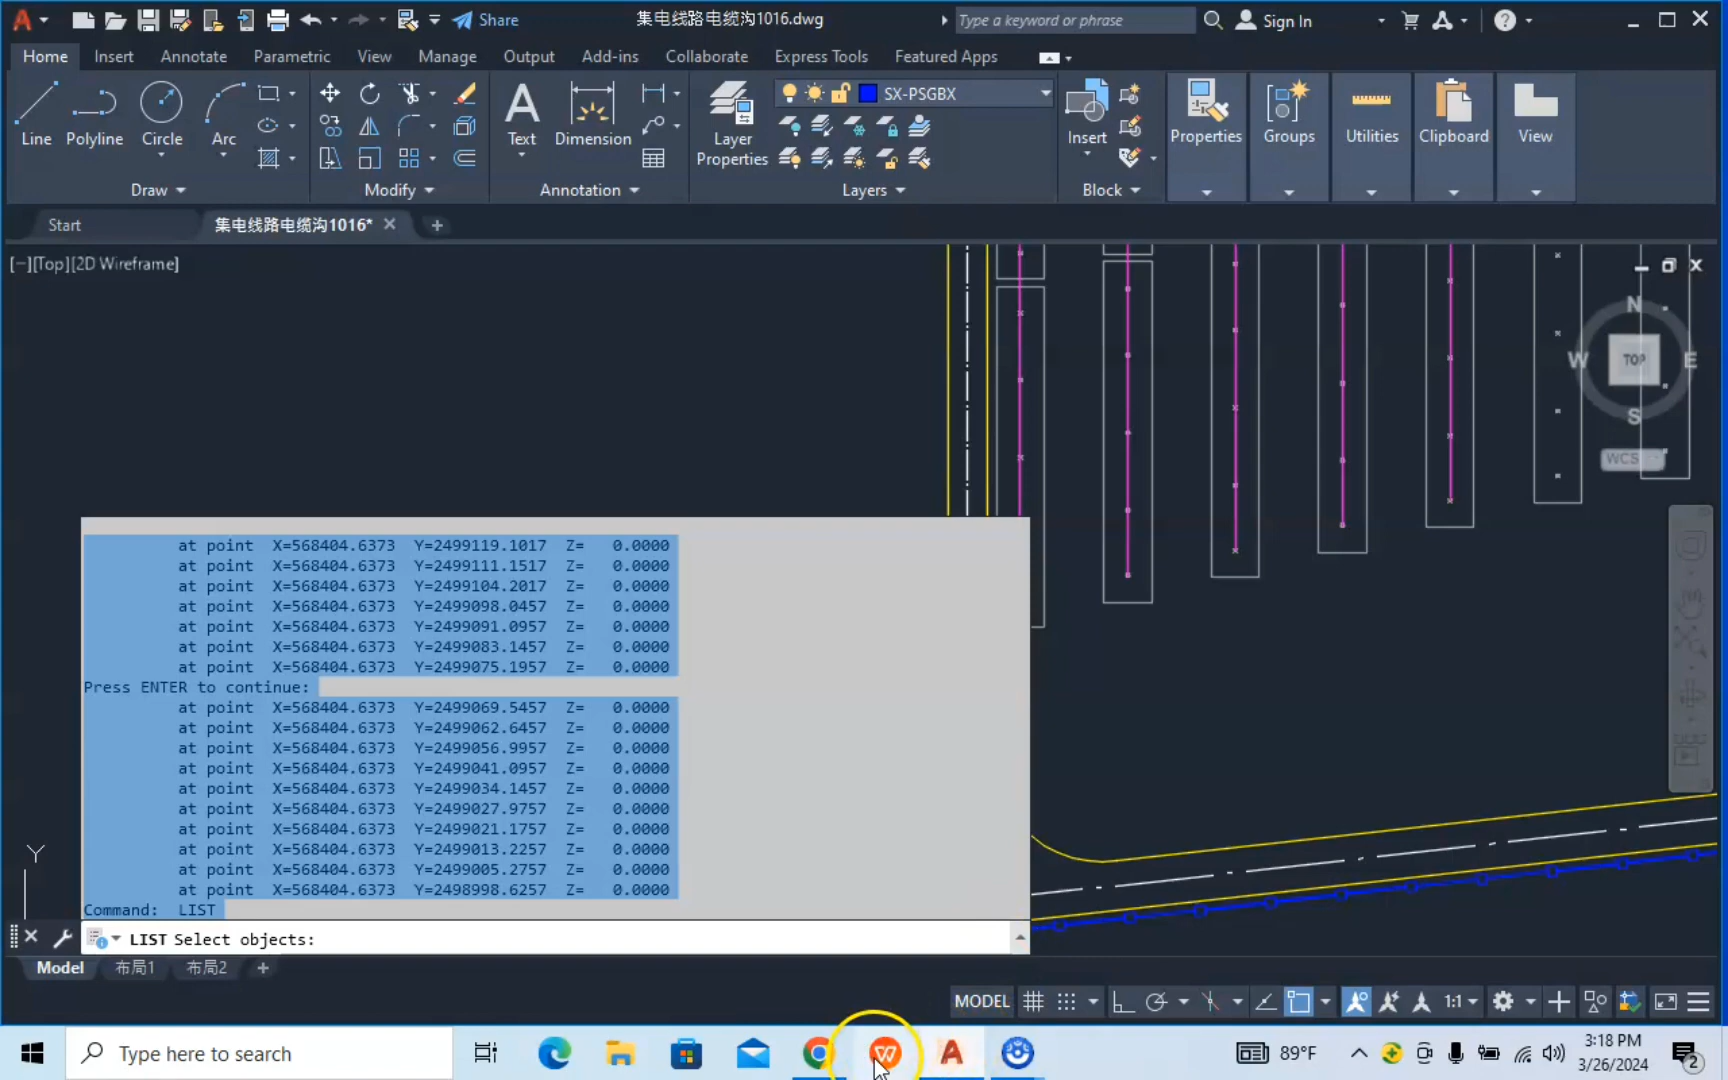 Share
集电线路电缆沟1016.dwg
Type a keyword or phrase
Sign In
Home Insert Annotate Parametric View Manage Output Add-ins Collaborate Express Tools Featured Apps
Line Polyline Circle Arc
Text Dimension
Layer Properties
SX-PSGBX
Insert
Properties Groups Utilities Clipboard View
Draw Modify Annotation Layers Block
Start 集电线路电缆沟1016*
[−][Top][2D Wireframe]
N
W TOP E
S
WCS
at point X=568404.6373 Y=2499119.1017 Z= 0.0000
at point X=568404.6373 Y=2499111.1517 Z= 0.0000
at point X=568404.6373 Y=2499104.2017 Z= 0.0000
at point X=568404.6373 Y=2499098.0457 Z= 0.0000
at point X=568404.6373 Y=2499091.0957 Z= 0.0000
at point X=568404.6373 Y=2499083.1457 Z= 0.0000
at point X=568404.6373 Y=2499075.1957 Z= 0.0000
Press ENTER to continue:
at point X=568404.6373 Y=2499069.5457 Z= 0.0000
at point X=568404.6373 Y=2499062.6457 Z= 0.0000
at point X=568404.6373 Y=2499056.9957 Z= 0.0000
at point X=568404.6373 Y=2499041.0957 Z= 0.0000
at point X=568404.6373 Y=2499034.1457 Z= 0.0000
at point X=568404.6373 Y=2499027.9757 Z= 0.0000
at point X=568404.6373 Y=2499021.1757 Z= 0.0000
at point X=568404.6373 Y=2499013.2257 Z= 0.0000
at point X=568404.6373 Y=2499005.2757 Z= 0.0000
at point X=568404.6373 Y=2498998.6257 Z= 0.0000
Command: LIST
Y
LIST Select objects:
Model 布局1 布局2
MODEL
1:1
Type here to search
89°F
3:18 PM
3/26/2024
2